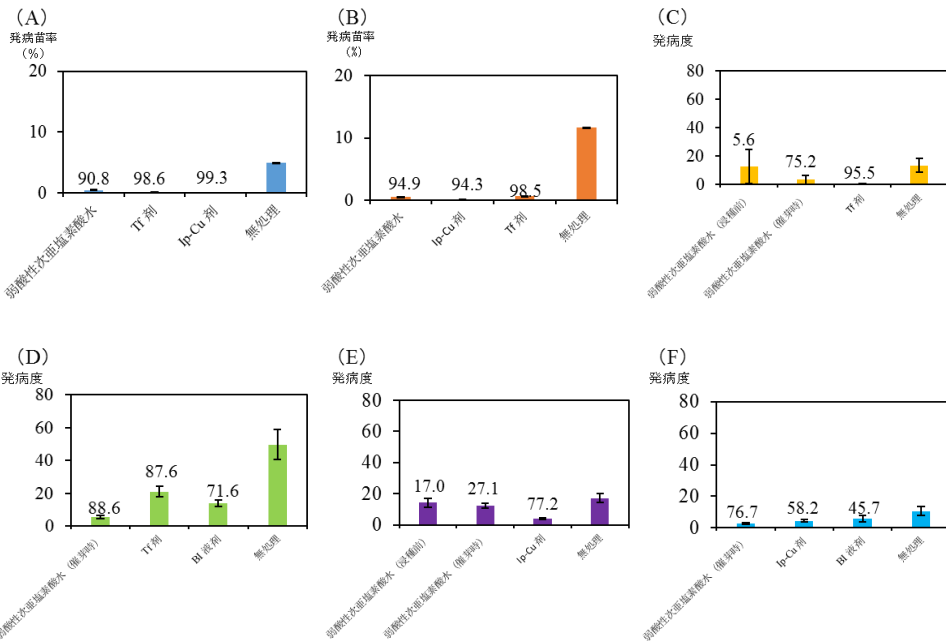 （A）
発病苗率
（%）
20
10
0
90.8
98.6
99.3
弱酸性次亜塩素酸水
Tf 剤
Ip-Cu 剤
無処理
（B）
発病苗率
（%）
20
10
0
94.9
94.3
98.5
弱酸性次亜塩素酸水
Ip-Cu 剤
Tf 剤
無処理
（C）
発病度
80
60
40
20
0
5.6
75.2
95.5
弱酸性次亜塩素酸水（浸種前）
弱酸性次亜塩素酸水（催芽時）
Tf 剤
無処理
（D）
発病度
80
60
40
20
0
88.6
87.6
71.6
弱酸性次亜塩素酸水（催芽時）
Tf 剤
BI 液剤
無処理
（E）
発病度
80
60
40
20
0
17.0
27.1
77.2
弱酸性次亜塩素酸水（浸種前）
弱酸性次亜塩素酸水（催芽時）
Ip-Cu 剤
無処理
（F）
発病度
80
60
40
20
0
76.7
58.2
45.7
弱酸性次亜塩素酸水（催芽時）
Ip-Cu 剤
BI 液剤
無処理